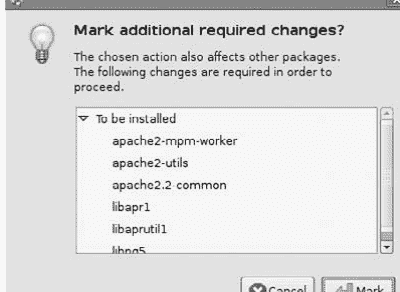 Mark additional required changes?
The chosen action also affects other packages.
The following changes are required in order to
proceed.
To be installed
apache2-mpm-worker
apache2-utils
apache2.2-common
libapr1
libaprutil1
Cancel
Mark